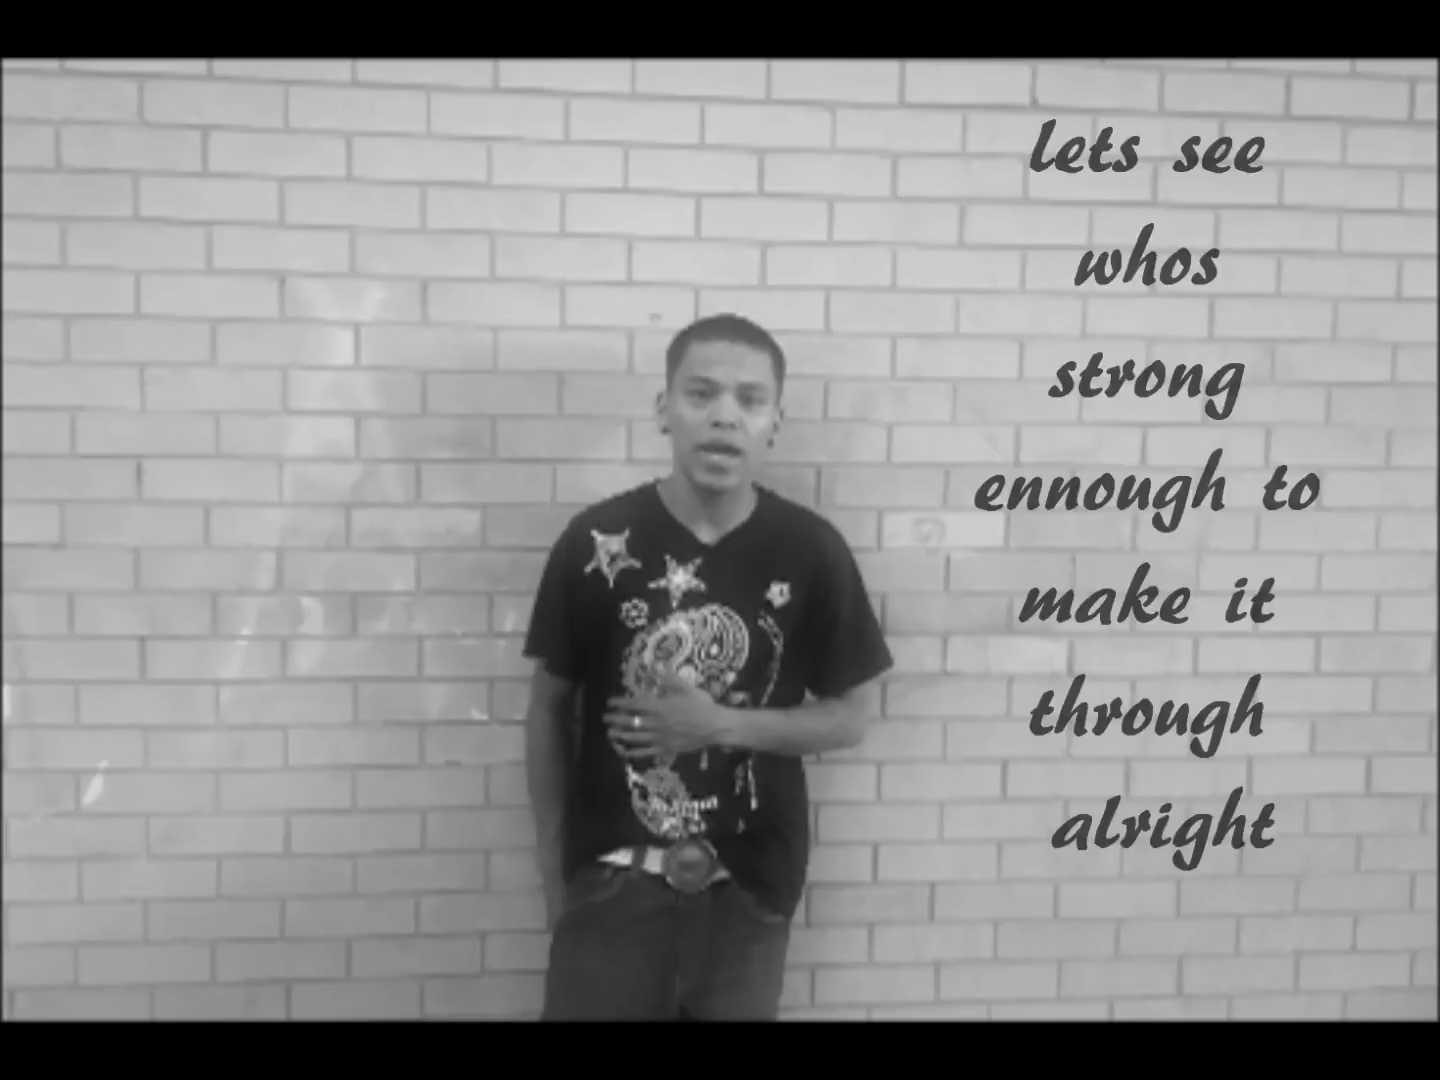 lets see
whos
strong
ennough to
make it
through
alright